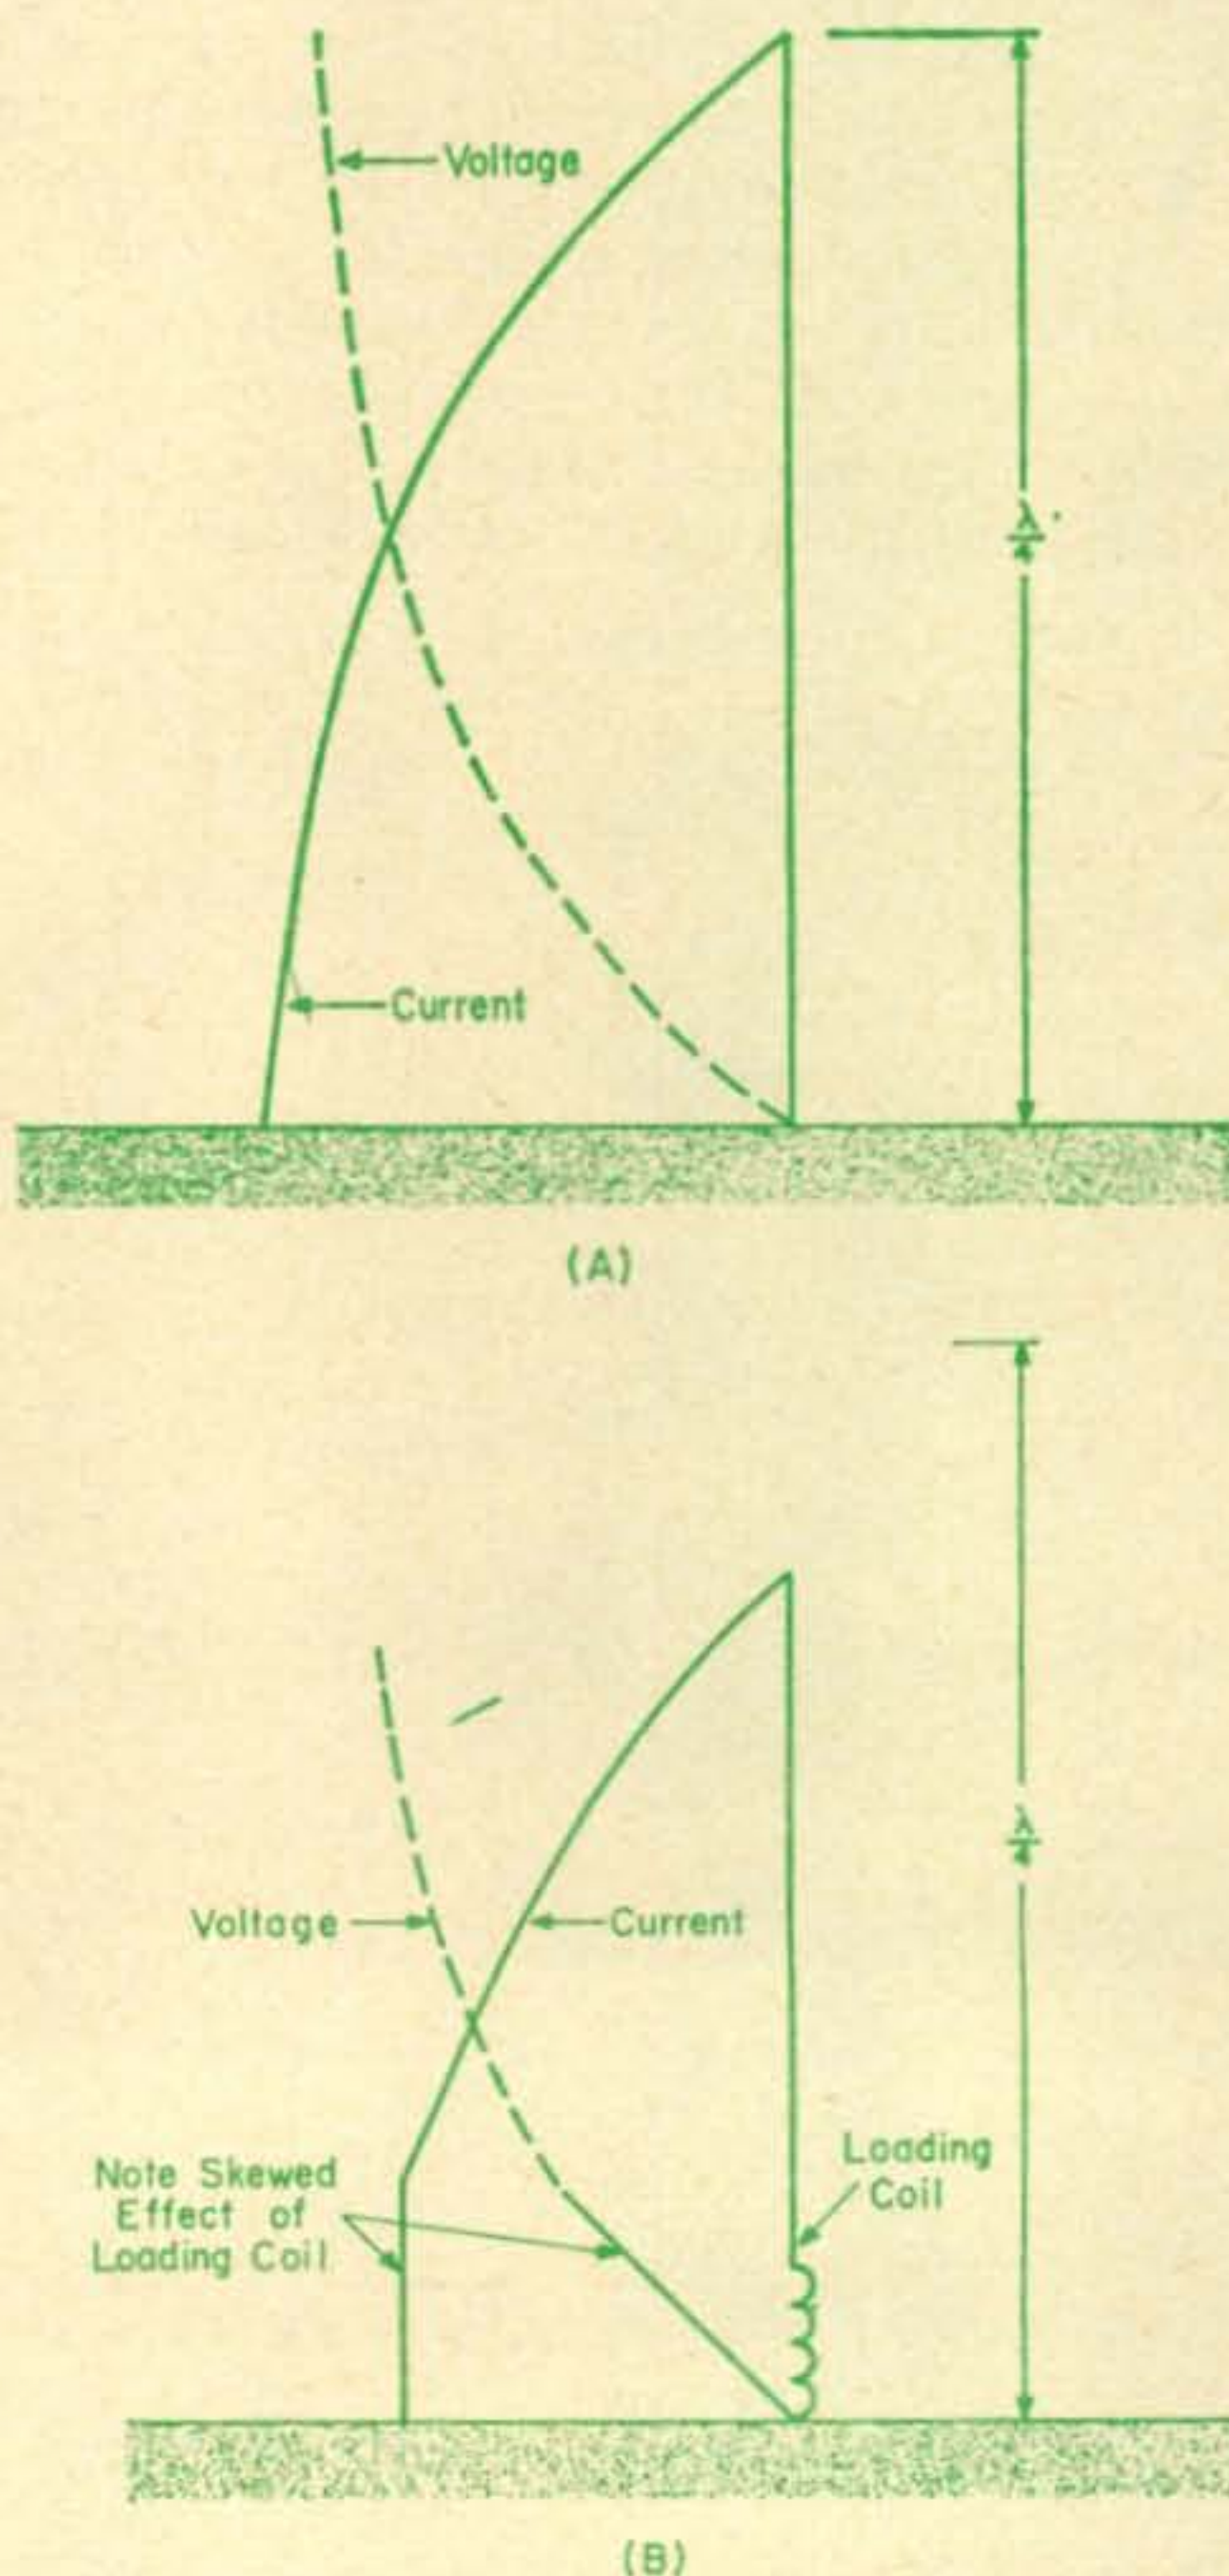 Voltage
λ
4
Current
(A)
λ
4
Voltage
Current
Loading
Coil
Note Skewed
Effect of
Loading Coil
(B)